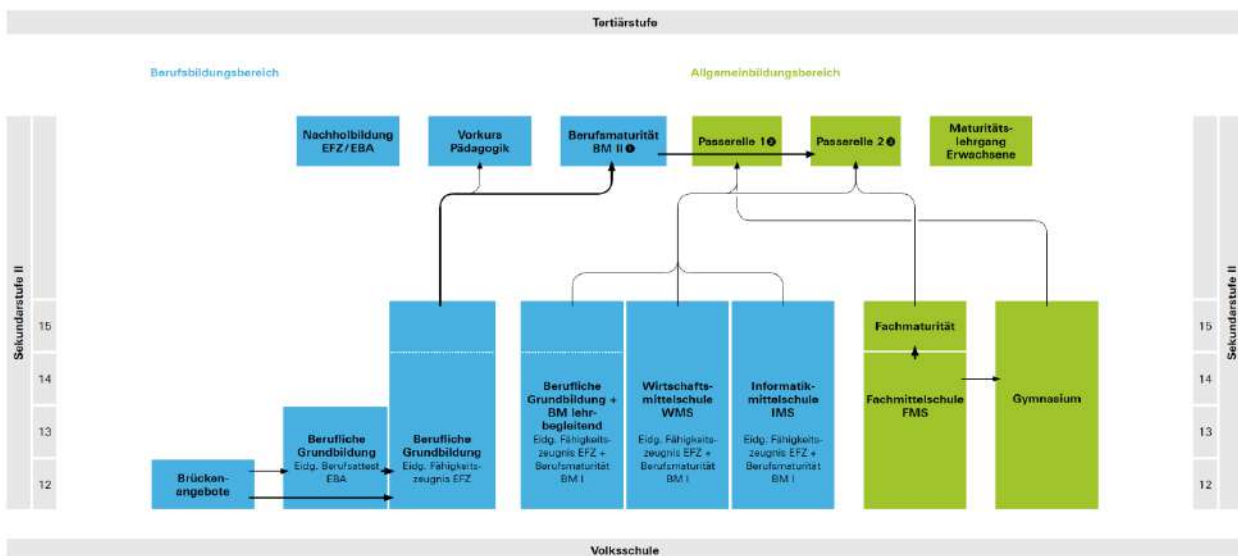 Tertiärstufe
Berufsbildungsbereich
Allgemeinbildungsbereich
Nachholbildung
EFZ/EBA
Vorkurs
Pädagogik
Berufsmaturität
BM II ❶
Passerelle 1 ❷
Passerelle 2 ❸
Maturitäts-
lehrgang
Erwachsene
Sekundarstufe II
15
14
13
12
Brücken-
angebote
Berufliche
Grundbildung
Eidg. Berufsattest
EBA
Berufliche
Grundbildung
Eidg. Fähigkeits-
zeugnis EFZ
Berufliche
Grundbildung +
BM lehr-
begleitend
Eidg. Fähigkeits-
zeugnis EFZ +
Berufsmaturität
BM I
Wirtschafts-
mittelschule
WMS
Eidg. Fähigkeits-
zeugnis EFZ +
Berufsmaturität
BM I
Informatik-
mittelschule
IMS
Eidg. Fähigkeits-
zeugnis EFZ +
Berufsmaturität
BM I
Fachmaturität
Fachmittelschule
FMS
Gymnasium
15
14
13
12
Sekundarstufe II
Volksschule